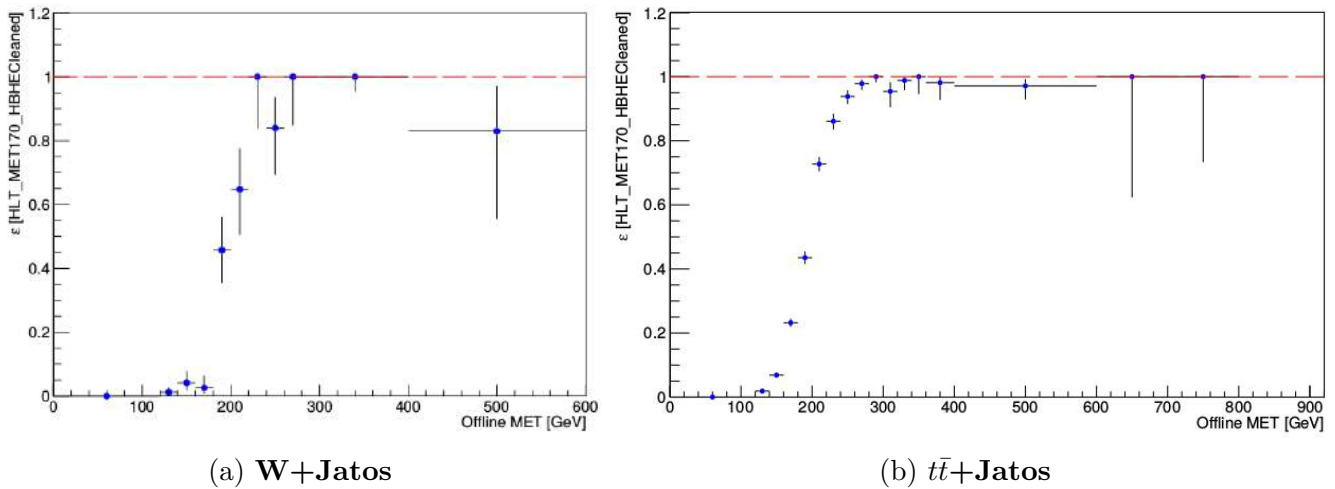 ε [HLT_MET170_HBHECleaned]
1.2
1
0.8
0.6
0.4
0.2
0
0 100 200 300 400 500 600
Offline MET [GeV]
(a) W+Jatos
ε [HLT_MET170_HBHECleaned]
1.2
1
0.8
0.6
0.4
0.2
0
0 100 200 300 400 500 600 700 800 900
Offline MET [GeV]
(b) tt̄+Jatos